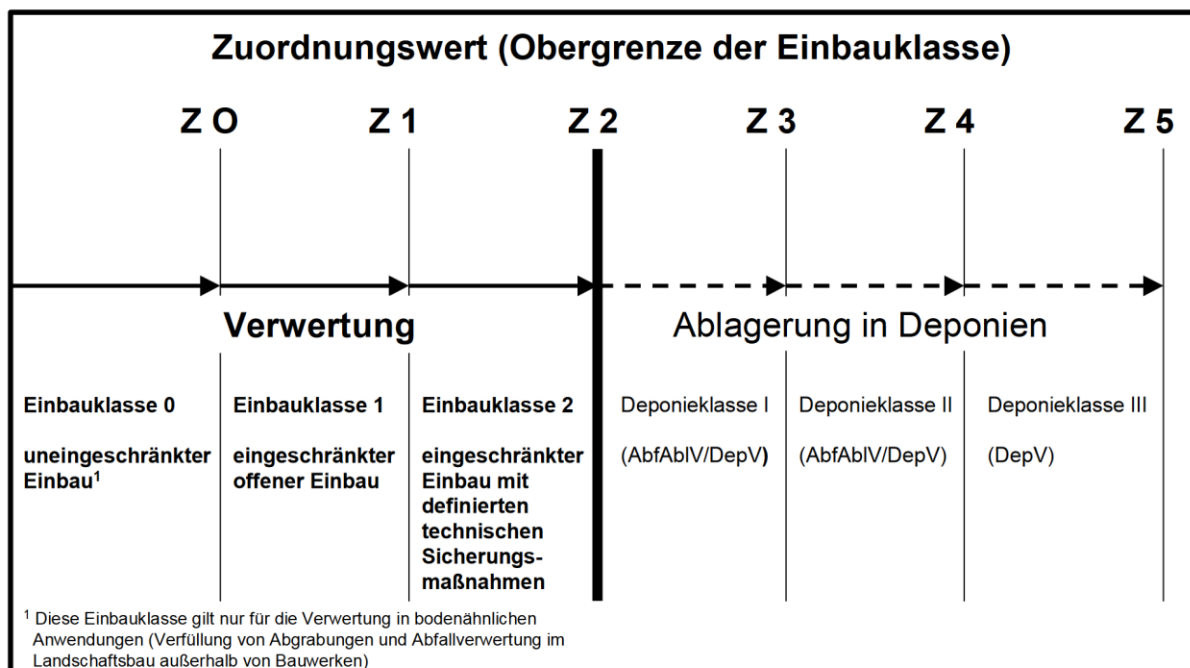 Zuordnungswert (Obergrenze der Einbauklasse)
Z O
Z 1
Z 2
Z 3
Z 4
Z 5
Verwertung
Ablagerung in Deponien
Einbauklasse 0
uneingeschränkter
Einbau¹
Einbauklasse 1
eingeschränkter
offener Einbau
Einbauklasse 2
eingeschränkter
Einbau mit
definierten
technischen
Sicherungs-
maßnahmen
Deponieklasse I
(AbfAblV/DepV)
Deponieklasse II
(AbfAblV/DepV)
Deponieklasse III
(DepV)
¹ Diese Einbauklasse gilt nur für die Verwertung in bodenähnlichen
Anwendungen (Verfüllung von Abgrabungen und Abfallverwertung im
Landschaftsbau außerhalb von Bauwerken)